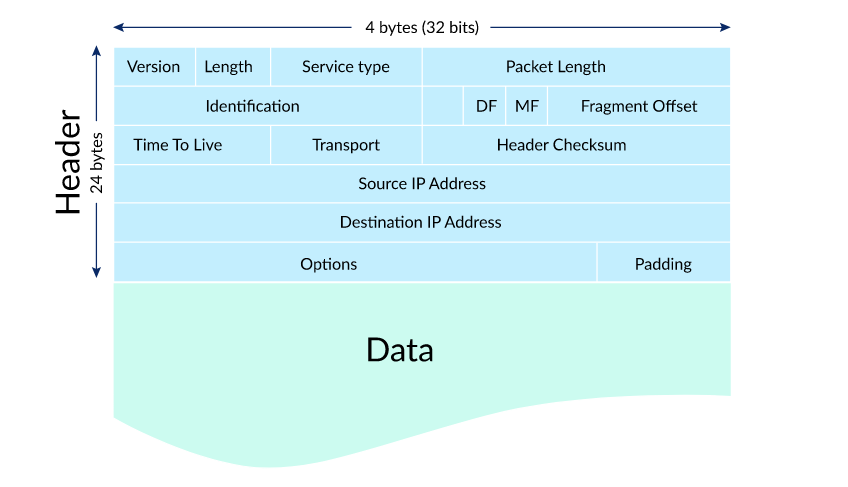 4 bytes (32 bits)
Header
24 bytes
Version Length Service type Packet Length
Identification DF MF Fragment Offset
Time To Live Transport Header Checksum
Source IP Address
Destination IP Address
Options Padding
Data